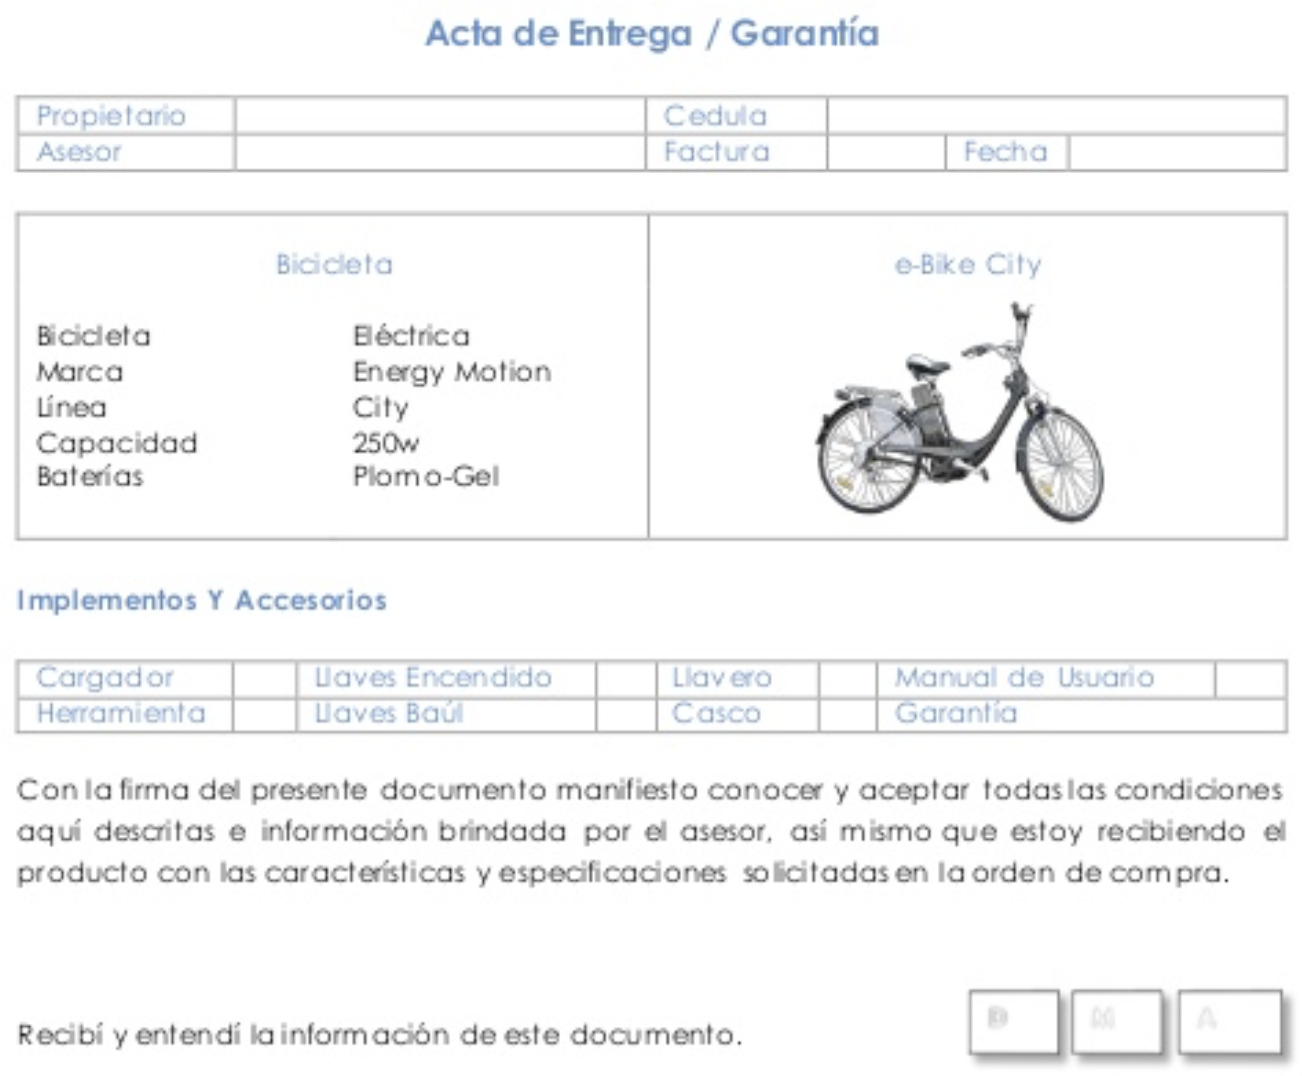 Acta de Entrega / Garantía
Propietario Cedula
Asesor Factura Fecha
Bicicleta e-Bike City
Bicicleta Eléctrica
Marca Energy Motion
Línea City
Capacidad 250w
Baterías Plomo-Gel
Implementos Y Accesorios
Cargador Llaves Encendido Llavero Manual de Usuario
Herramienta Llaves Baúl Casco Garantía
Con la firma del presente documento manifiesto conocer y aceptar todas las condiciones
aquí descritas e información brindada por el asesor, así mismo que estoy recibiendo el
producto con las características y especificaciones solicitadas en la orden de compra.
D M A
Recibí y entendí la información de este documento.